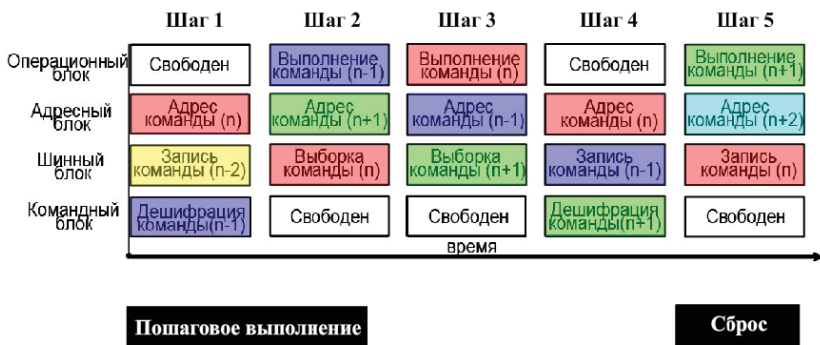 Шаг 1 Шаг 2 Шаг 3 Шаг 4 Шаг 5
Операционный
блок
Свободен
Выполнение
команды (n-1)
Выполнение
команды (n)
Свободен
Выполнение
команды (n+1)
Адресный
блок
Адрес
команды (n)
Адрес
команды (n+1)
Адрес
команды (n-1)
Адрес
команды (n)
Адрес
команды (n+2)
Шинный
блок
Запись
команды (n-2)
Выборка
команды (n)
Выборка
команды (n+1)
Запись
команды (n-1)
Запись
команды (n)
Командный
блок
Дешифрация
команды(n-1)
Свободен
Свободен
Дешифрация
команды(n+1)
Свободен
время
Пошаговое выполнение
Сброс